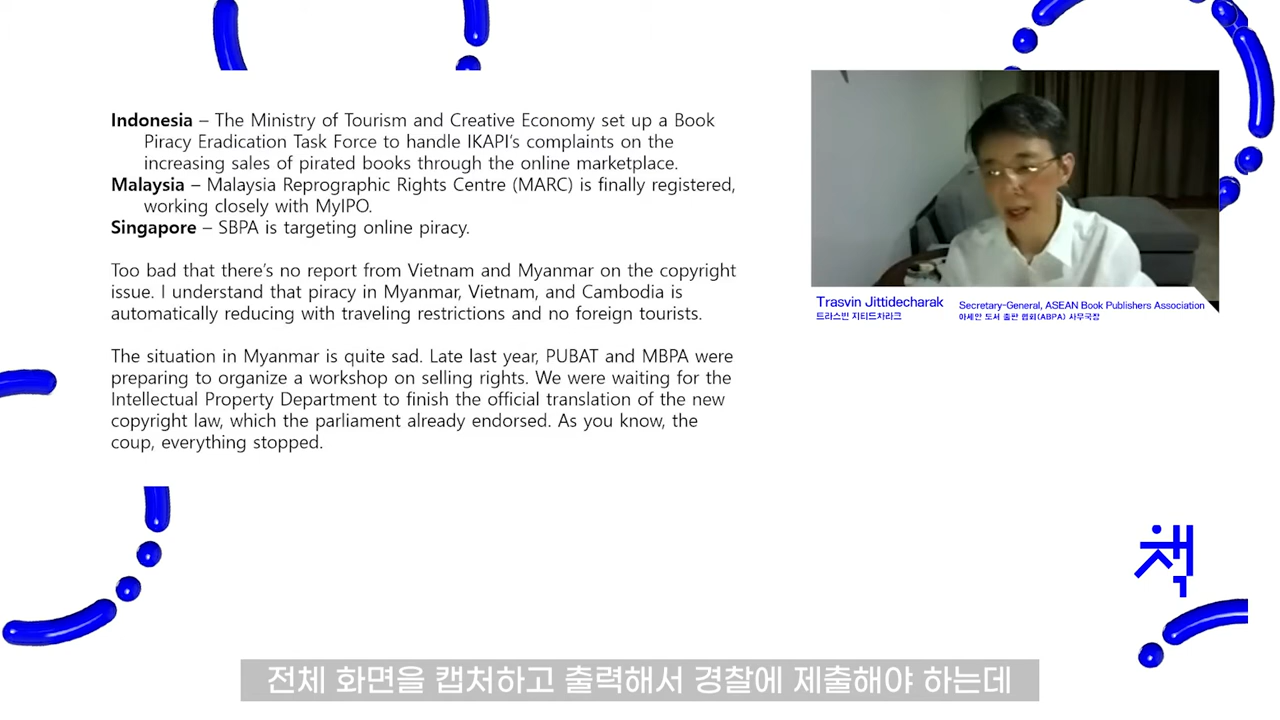 Indonesia – The Ministry of Tourism and Creative Economy set up a Book
Piracy Eradication Task Force to handle IKAPI's complaints on the
increasing sales of pirated books through the online marketplace.
Malaysia – Malaysia Reprographic Rights Centre (MARC) is finally registered,
working closely with MyIPO.
Singapore – SBPA is targeting online piracy.
Too bad that there's no report from Vietnam and Myanmar on the copyright
issue. I understand that piracy in Myanmar, Vietnam, and Cambodia is
automatically reducing with traveling restrictions and no foreign tourists.
The situation in Myanmar is quite sad. Late last year, PUBAT and MBPA were
preparing to organize a workshop on selling rights. We were waiting for the
Intellectual Property Department to finish the official translation of the new
copyright law, which the parliament already endorsed. As you know, the
coup, everything stopped.
Trasvin Jittidecharak
트라스빈 지티드차라크
Secretary-General, ASEAN Book Publishers Association
아세안 도서 출판 협회(ABPA) 사무국장
책
전체 화면을 캡처하고 출력해서 경찰에 제출해야 하는데